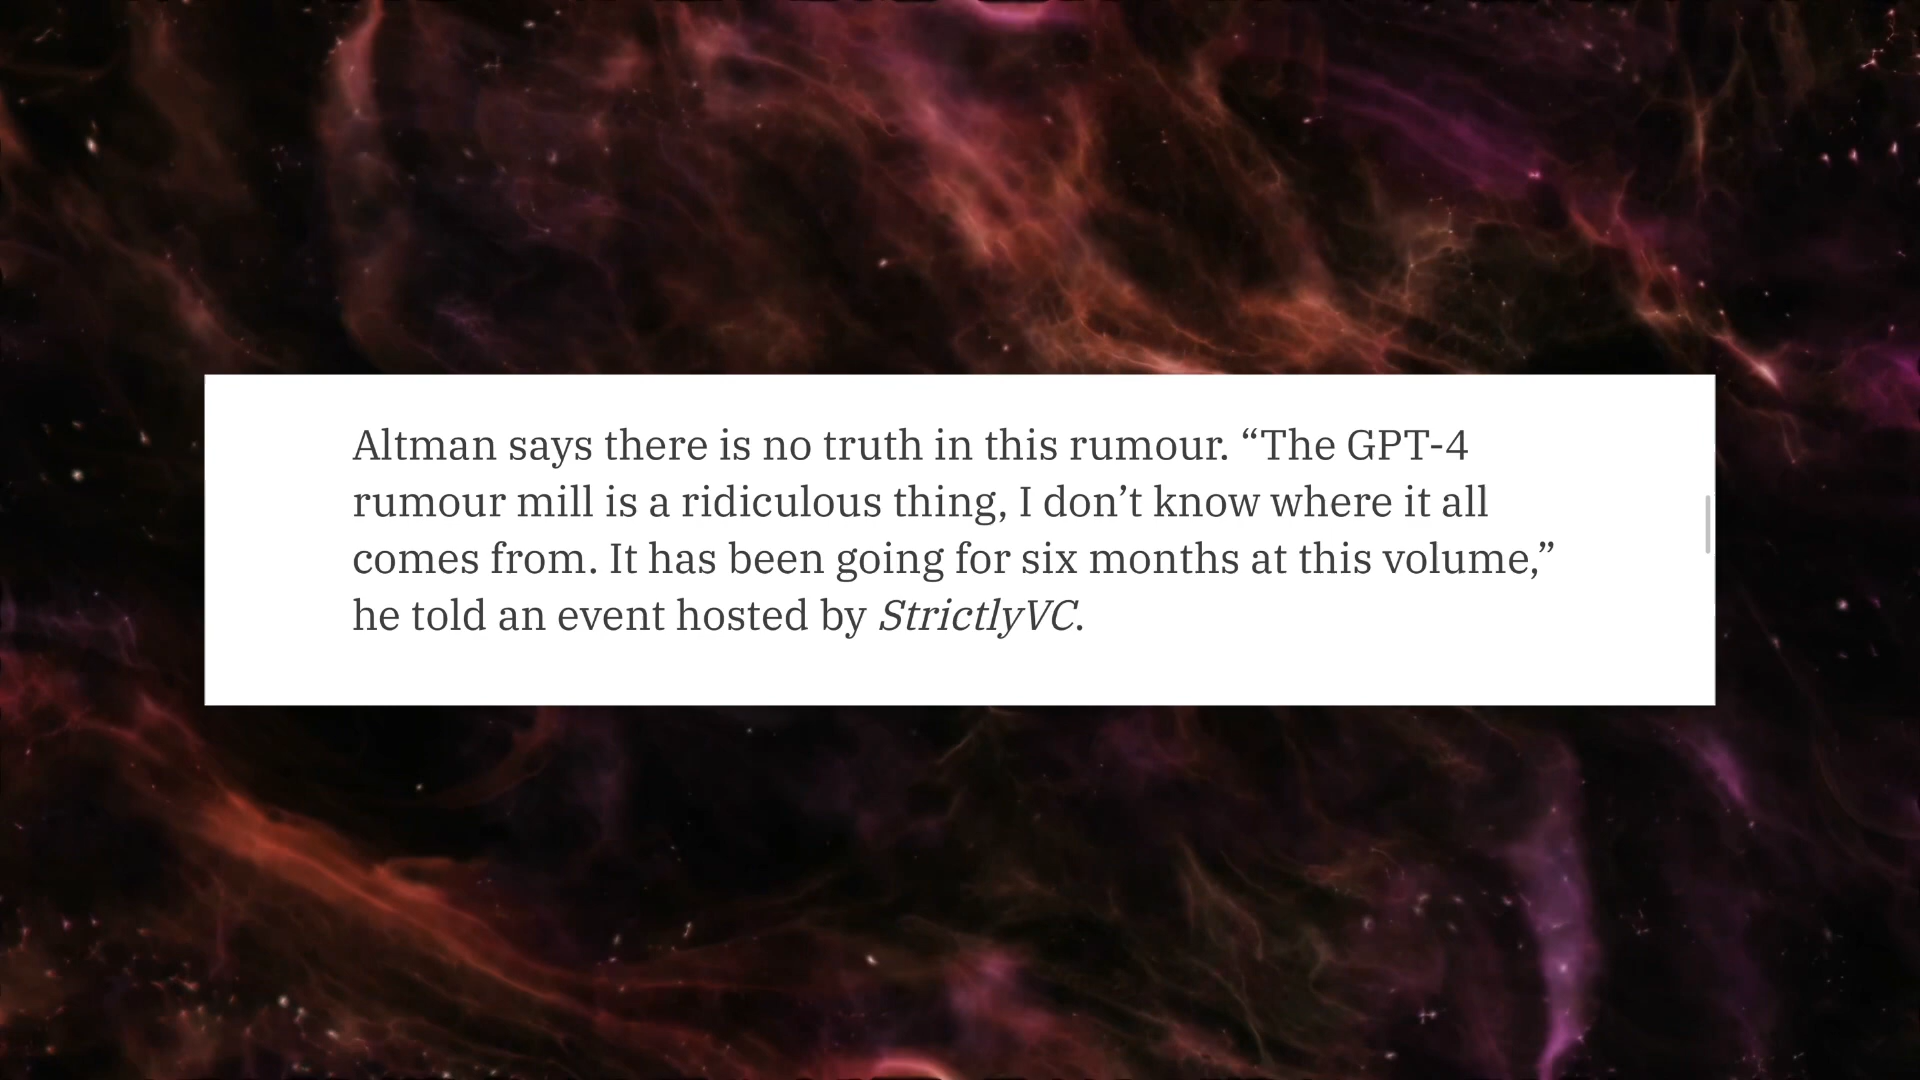 Altman says there is no truth in this rumour. “The GPT-4
rumour mill is a ridiculous thing, I don’t know where it all
comes from. It has been going for six months at this volume,”
he told an event hosted by StrictlyVC.